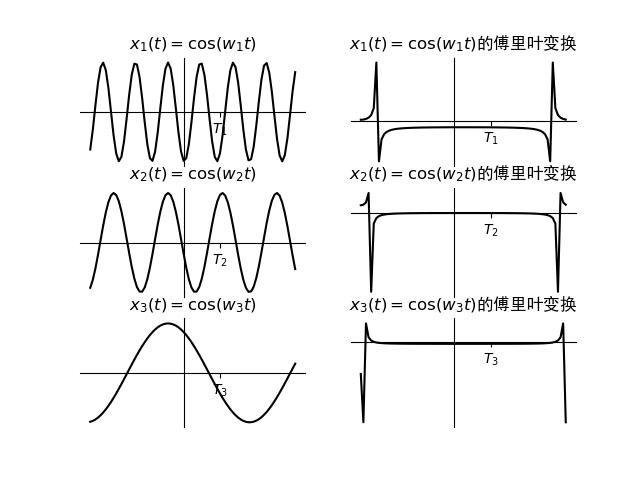 x₁(t) = cos(w₁t)
x₁(t) = cos(w₁t)的傅里叶变换
T₁
T₁
x₂(t) = cos(w₂t)
x₂(t) = cos(w₂t)的傅里叶变换
T₂
T₂
x₃(t) = cos(w₃t)
x₃(t) = cos(w₃t)的傅里叶变换
T₃
T₃